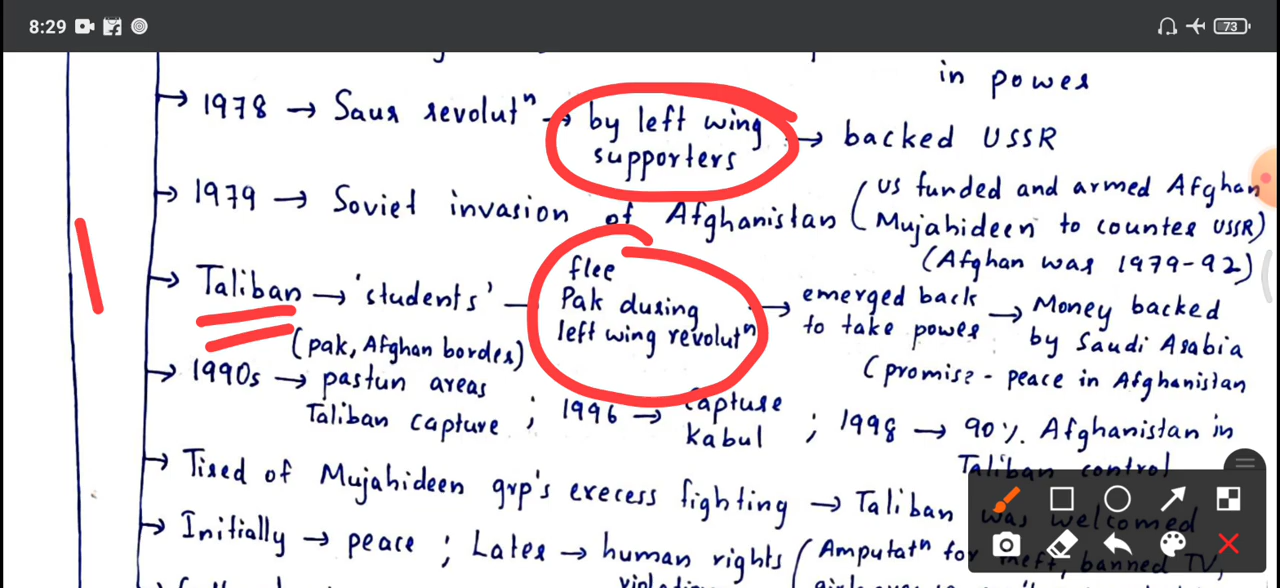 8:29
73
in power
→ 1978 → Saur revolutⁿ → by left wing supporters → backed USSR
→ 1979 → Soviet invasion of Afghanistan (US funded and armed Afghan
Mujahideen to counter USSR)
(Afghan war 1979-92)
→ Taliban → 'students' — flee
Pak during
left wing revolutⁿ → emerged back
to take power → Money backed
by Saudi Arabia
(pak, Afghan border)
(promise - peace in Afghanistan
→ 1990s → pastun areas
Taliban capture ; 1996 → capture
Kabul ; 1998 → 90%. Afghanistan in
Taliban control
→ Tired of Mujahideen grp's excess fighting → Taliban was welcomed
→ Initially → peace ; Later → human rights (Amputatⁿ for theft, banned TV,